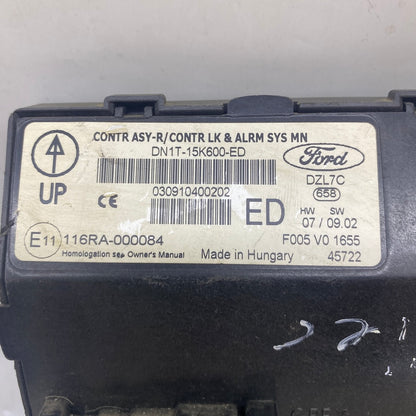 CONTR ASY-R/CONTR LK & ALRM SYS MN
DN1T-15K600-ED
Ford
DZL7C
658
UP
030910400202
CE
ED
HW SW
07 / 09.02
E11 116RA-000084
F005 V0 1655
Homologation see Owner's Manual
Made in Hungary
45722